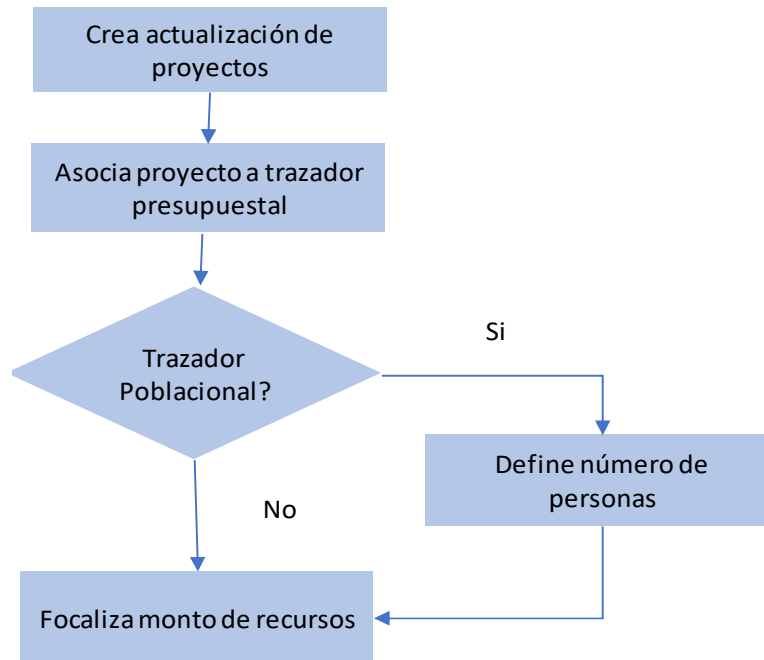 Crea actualización de
proyectos
Asocia proyecto a trazador
presupuestal
Trazador
Poblacional?
Si
Define número de
personas
No
Focaliza monto de recursos